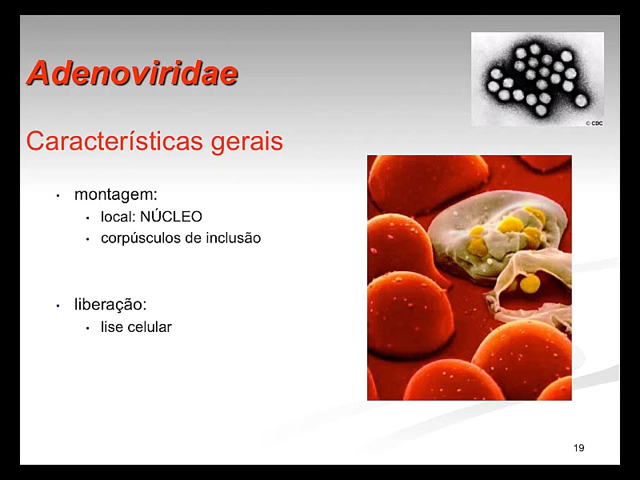 Adenoviridae
© CDC
Características gerais
• montagem:
• local: NÚCLEO
• corpúsculos de inclusão
• liberação:
• lise celular
19